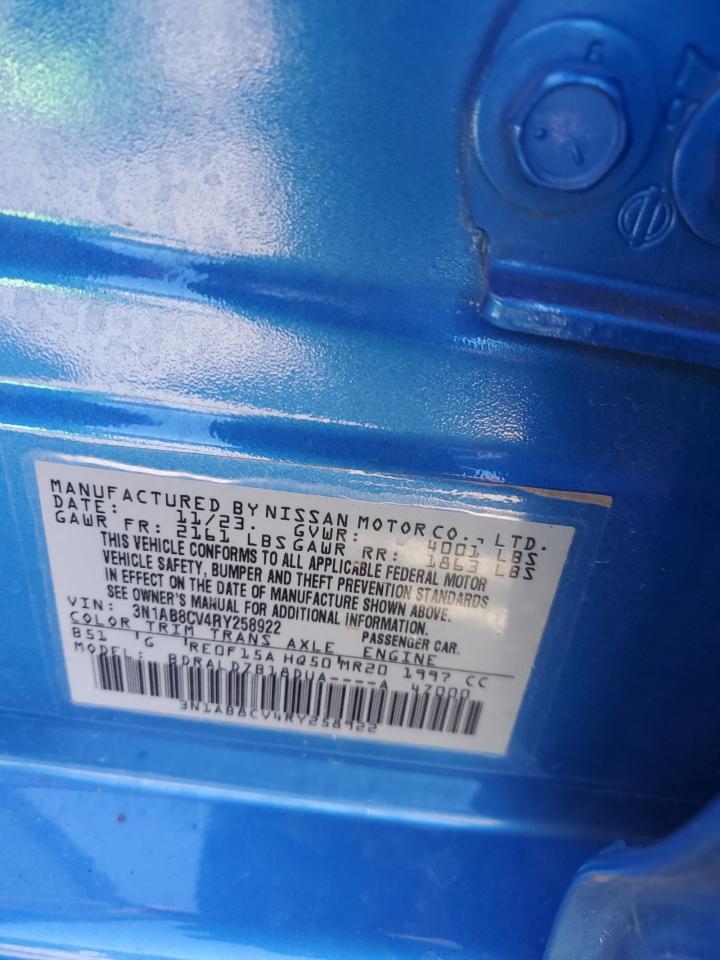 MANUFACTURED BY NISSAN MOTOR CO., LTD.
DATE: 11/23. GVWR: 4001 LBS
GAWR FR: 2161 LBS GAWR RR: 1863 LBS
THIS VEHICLE CONFORMS TO ALL APPLICABLE FEDERAL MOTOR
VEHICLE SAFETY, BUMPER AND THEFT PREVENTION STANDARDS
IN EFFECT ON THE DATE OF MANUFACTURE SHOWN ABOVE.
SEE OWNER'S MANUAL FOR ADDITIONAL INFORMATION.
VIN: 3N1AB8CV4RY258922 PASSENGER CAR.
COLOR TRIM TRANS AXLE ENGINE
B51 'G 'RE0F15A HQ50'MR20 1997 CC
MODEL: BDRALDZB18DUA----A 47000
3N1AB8CV4RY258922